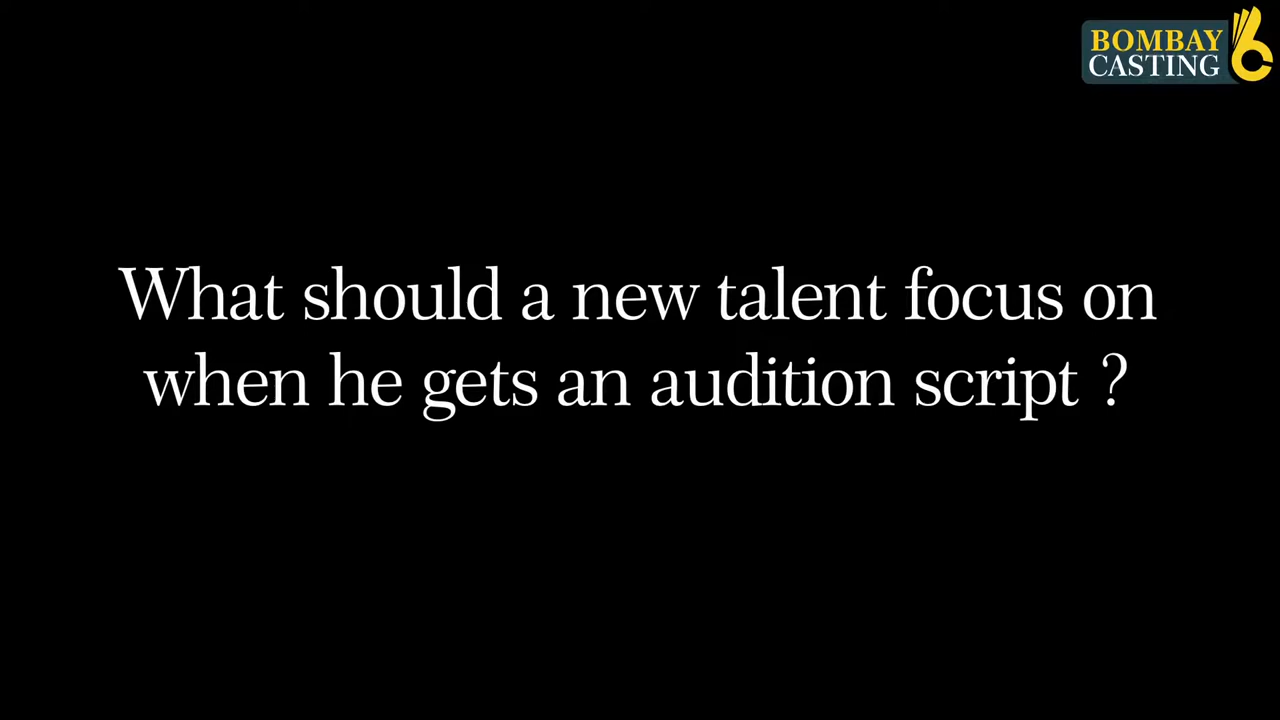 BOMBAY
CASTING
What should a new talent focus on
when he gets an audition script ?